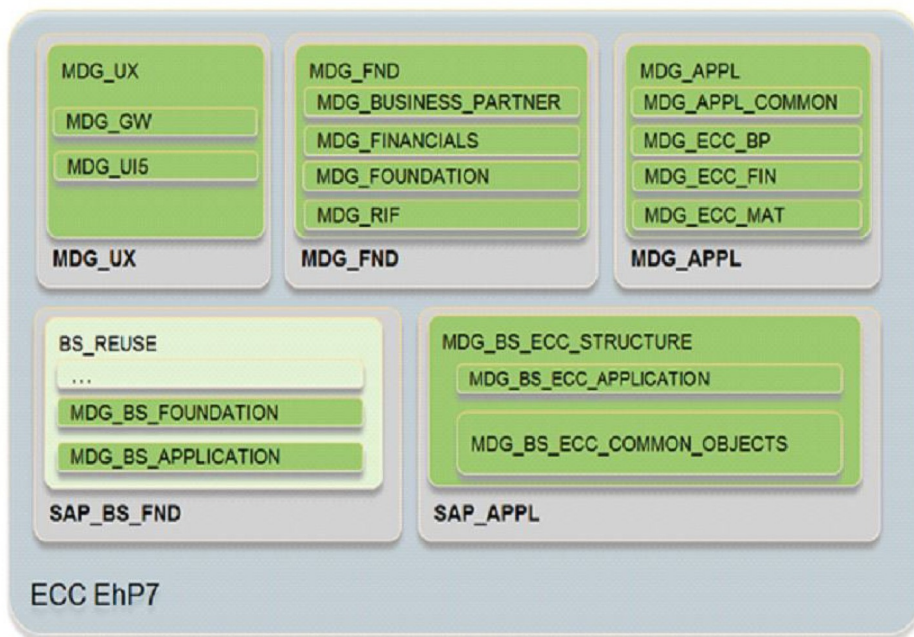 MDG_UX
MDG_GW
MDG_UI5
MDG_UX
MDG_FND
MDG_BUSINESS_PARTNER
MDG_FINANCIALS
MDG_FOUNDATION
MDG_RIF
MDG_FND
MDG_APPL
MDG_APPL_COMMON
MDG_ECC_BP
MDG_ECC_FIN
MDG_ECC_MAT
MDG_APPL
BS_REUSE
...
MDG_BS_FOUNDATION
MDG_BS_APPLICATION
SAP_BS_FND
MDG_BS_ECC_STRUCTURE
MDG_BS_ECC_APPLICATION
MDG_BS_ECC_COMMON_OBJECTS
SAP_APPL
ECC EhP7